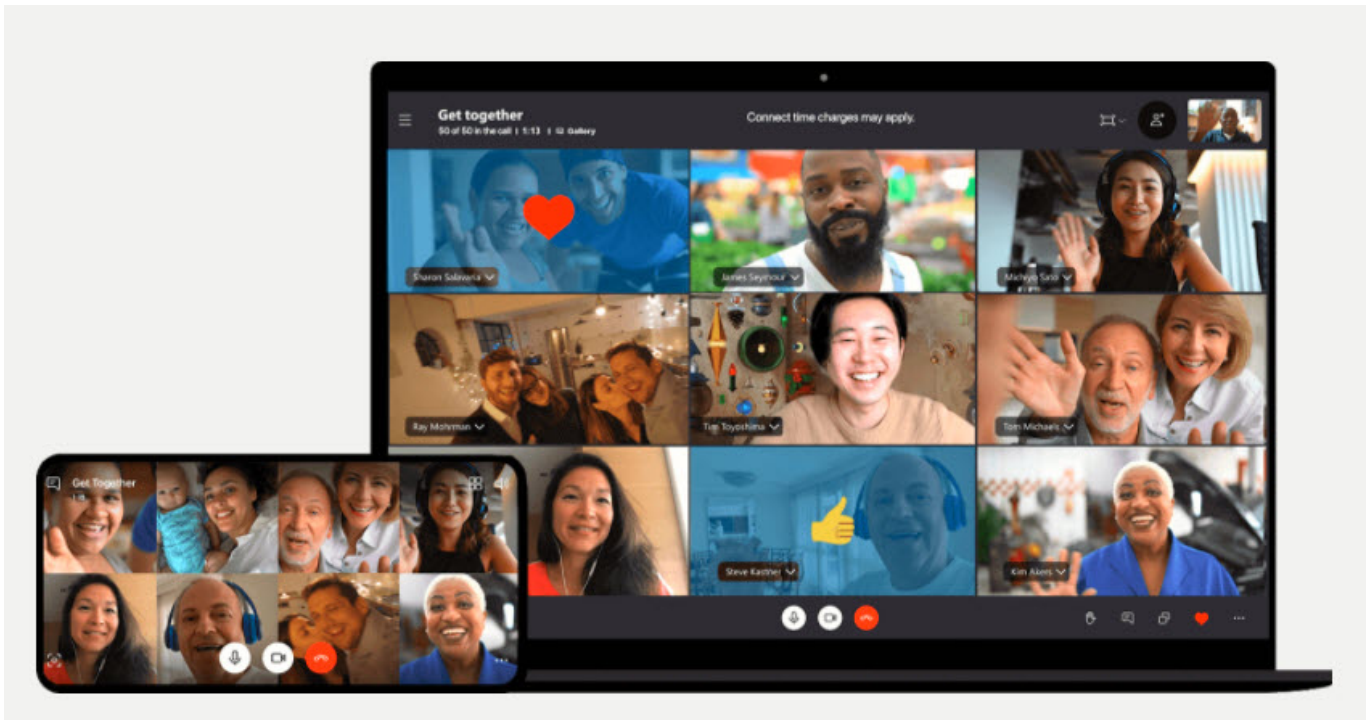 Get together
50 of 50 in the call | 1:13 | Gallery
Connect time charges may apply.
Sharon Salavaria
James Seymour
Michiyo Sato
Ray Mohrman
Tim Toyoshima
Tom Michaels
Steve Kastner
Kim Akers
Get Together